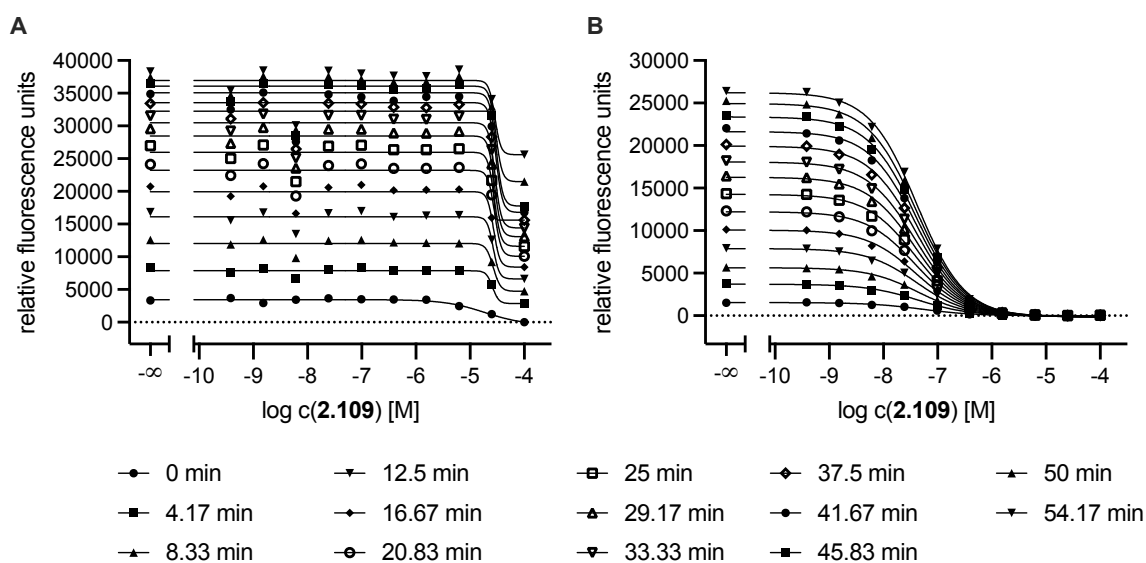 A
B
relative fluorescence units
40000
35000
30000
25000
20000
15000
10000
5000
0
-∞
-10
-9
-8
-7
-6
-5
-4
log c(2.109) [M]
relative fluorescence units
30000
25000
20000
15000
10000
5000
0
-∞
-10
-9
-8
-7
-6
-5
-4
log c(2.109) [M]
0 min
12.5 min
25 min
37.5 min
50 min
4.17 min
16.67 min
29.17 min
41.67 min
54.17 min
8.33 min
20.83 min
33.33 min
45.83 min